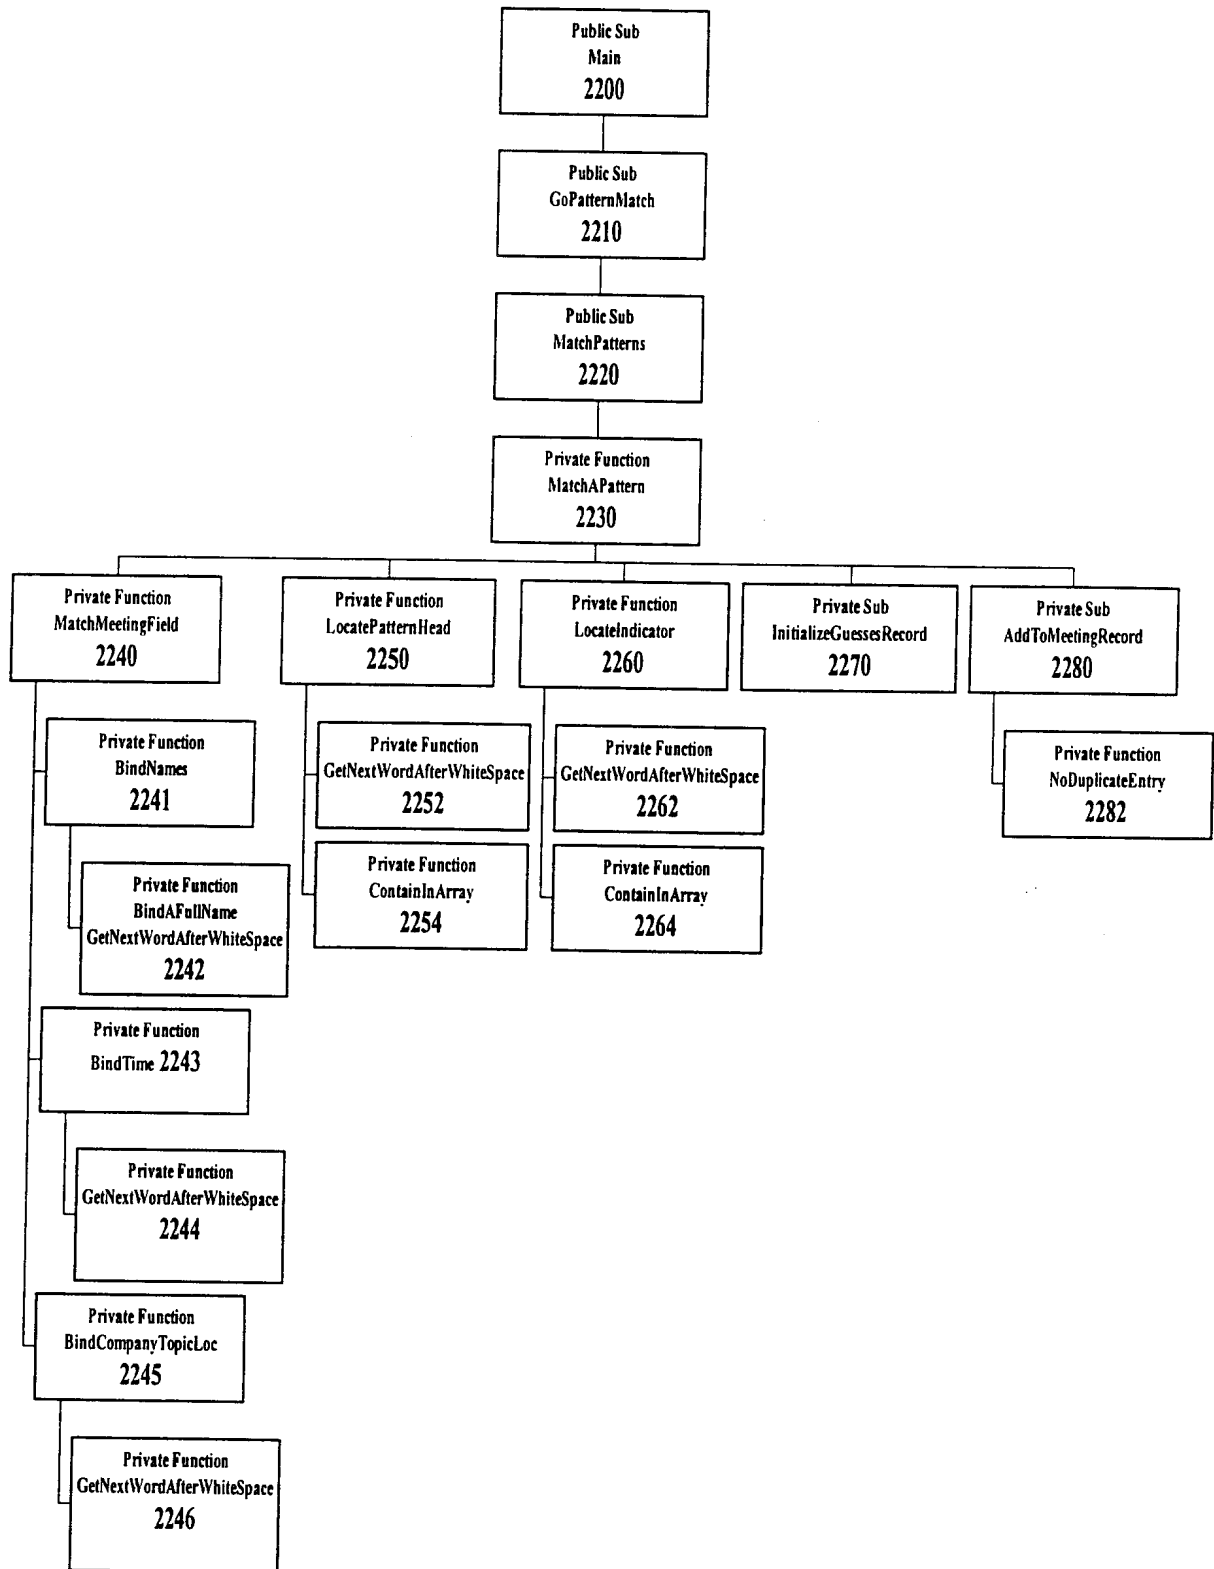 Public Sub
Main
2200
Public Sub
GoPatternMatch
2210
Public Sub
MatchPatterns
2220
Private Function
MatchAPattern
2230
Private Function
MatchMeetingField
2240
Private Function
LocatePatternHead
2250
Private Function
LocateIndicator
2260
Private Sub
InitializeGuessesRecord
2270
Private Sub
AddToMeetingRecord
2280
Private Function
BindNames
2241
Private Function
GetNextWordAfterWhiteSpace
2252
Private Function
GetNextWordAfterWhiteSpace
2262
Private Function
NoDuplicateEntry
2282
Private Function
BindAFullName
GetNextWordAfterWhiteSpace
2242
Private Function
ContainInArray
2254
Private Function
ContainInArray
2264
Private Function
BindTime 2243
Private Function
GetNextWordAfterWhiteSpace
2244
Private Function
BindCompanyTopicLoc
2245
Private Function
GetNextWordAfterWhiteSpace
2246